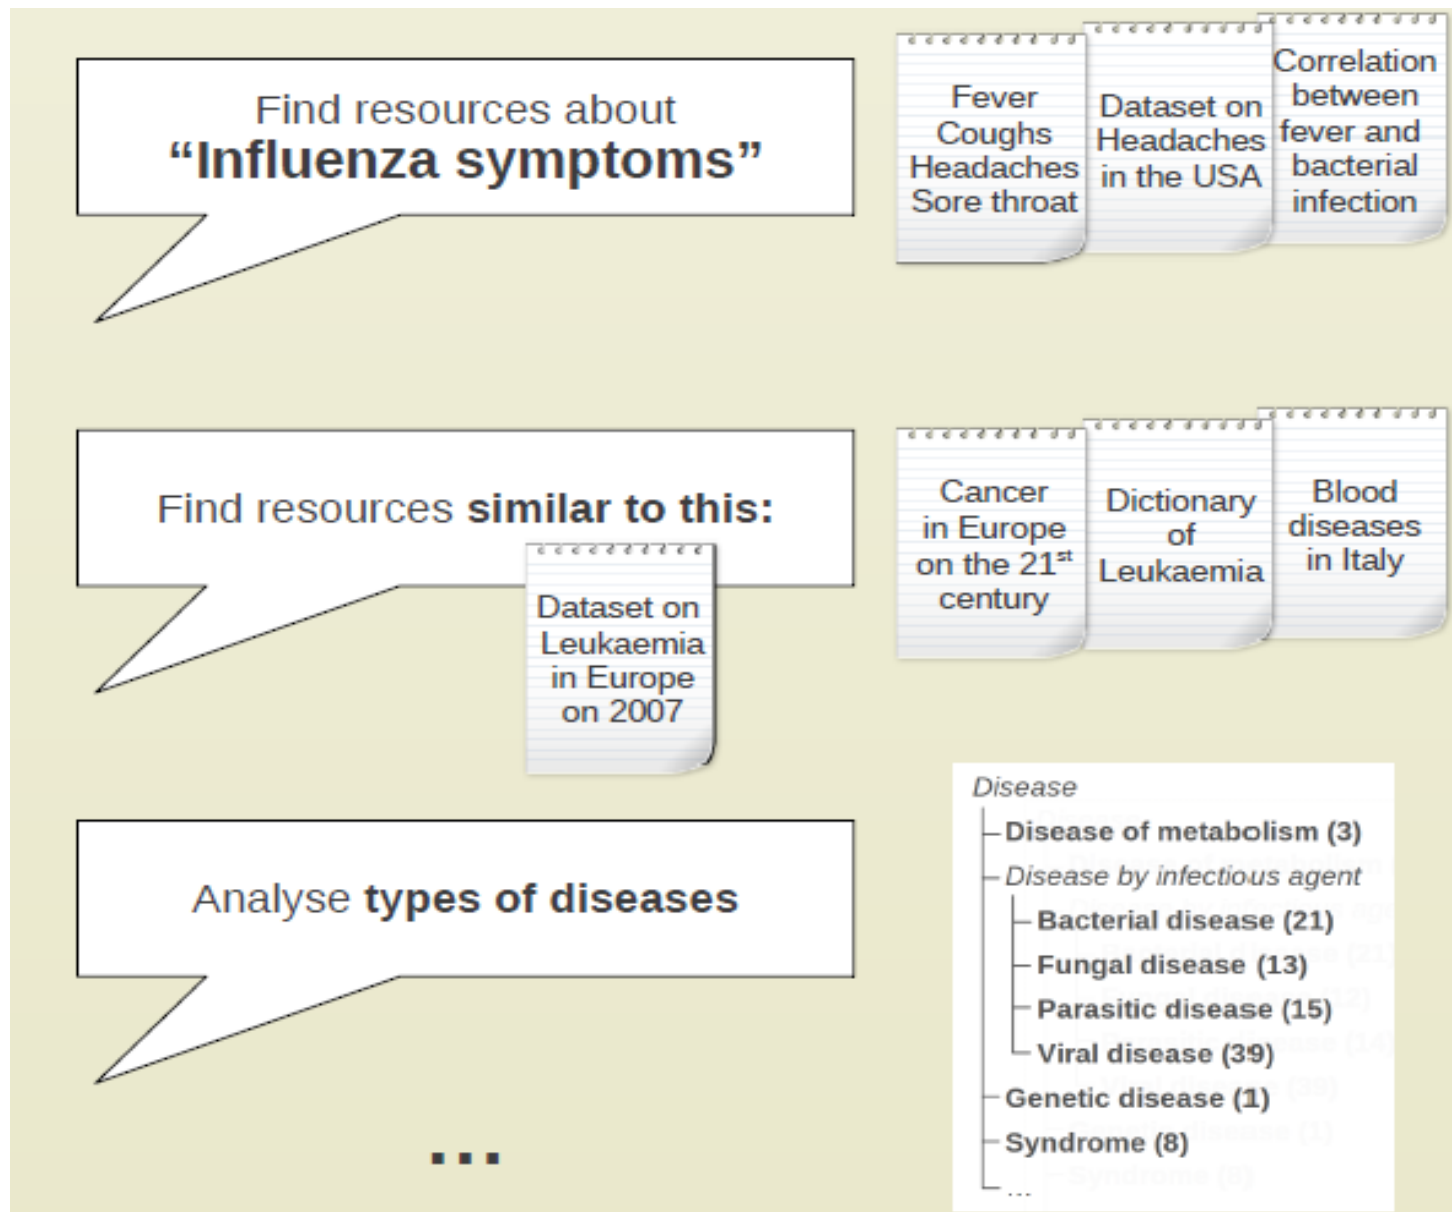 Find resources about
“Influenza symptoms”
Fever
Coughs
Headaches
Sore throat
Dataset on
Headaches
in the USA
Correlation
between
fever and
bacterial
infection
Find resources similar to this:
Dataset on
Leukaemia
in Europe
on 2007
Cancer
in Europe
on the 21st
century
Dictionary
of
Leukaemia
Blood
diseases
in Italy
Analyse types of diseases
...
Disease
Disease of metabolism (3)
Disease by infectious agent
Bacterial disease (21)
Fungal disease (13)
Parasitic disease (15)
Viral disease (39)
Genetic disease (1)
Syndrome (8)
...